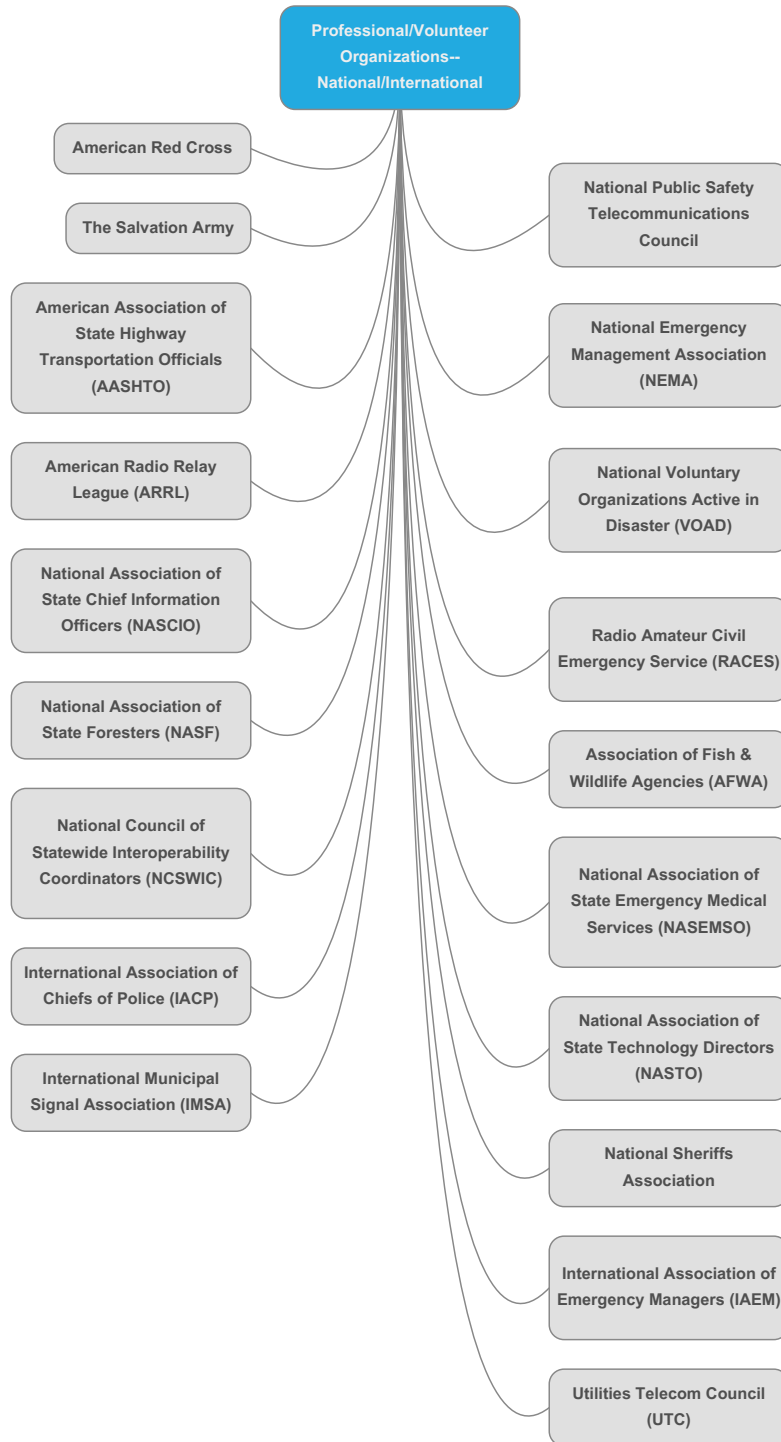 Professional/Volunteer
Organizations--
National/International
American Red Cross
The Salvation Army
American Association of
State Highway
Transportation Officials
(AASHTO)
American Radio Relay
League (ARRL)
National Association of
State Chief Information
Officers (NASCIO)
National Association of
State Foresters (NASF)
National Council of
Statewide Interoperability
Coordinators (NCSWIC)
International Association of
Chiefs of Police (IACP)
International Municipal
Signal Association (IMSA)
National Public Safety
Telecommunications
Council
National Emergency
Management Association
(NEMA)
National Voluntary
Organizations Active in
Disaster (VOAD)
Radio Amateur Civil
Emergency Service (RACES)
Association of Fish &
Wildlife Agencies (AFWA)
National Association of
State Emergency Medical
Services (NASEMSO)
National Association of
State Technology Directors
(NASTO)
National Sheriffs
Association
International Association of
Emergency Managers (IAEM)
Utilities Telecom Council
(UTC)